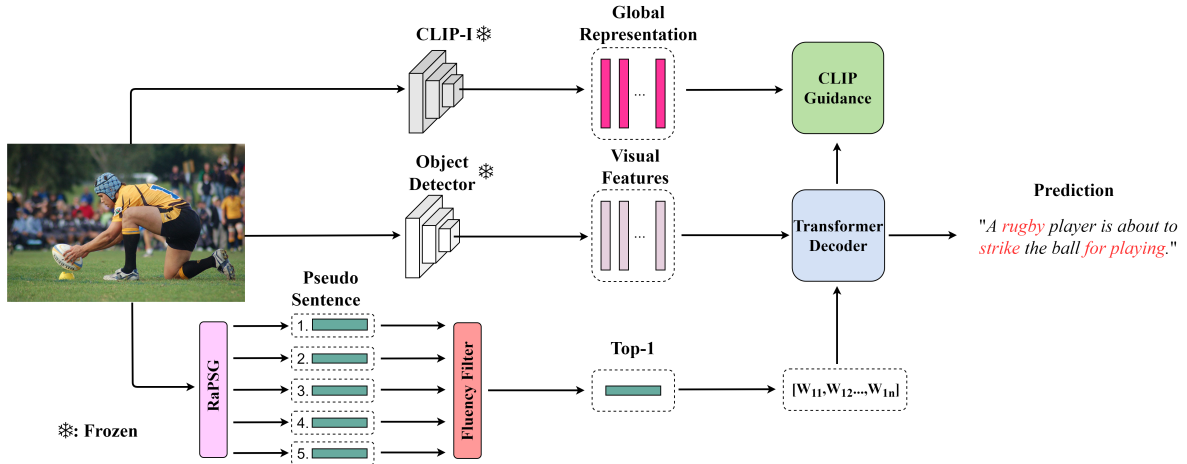 CLIP-I
Global
Representation
...
CLIP
Guidance
Object
Detector
Visual
Features
...
Transformer
Decoder
Prediction
"A rugby player is about to
strike the ball for playing."
Pseudo
Sentence
RaPSG
1.
2.
3.
4.
5.
Fluency Filter
Top-1
[W11,W12...,W1n]
: Frozen